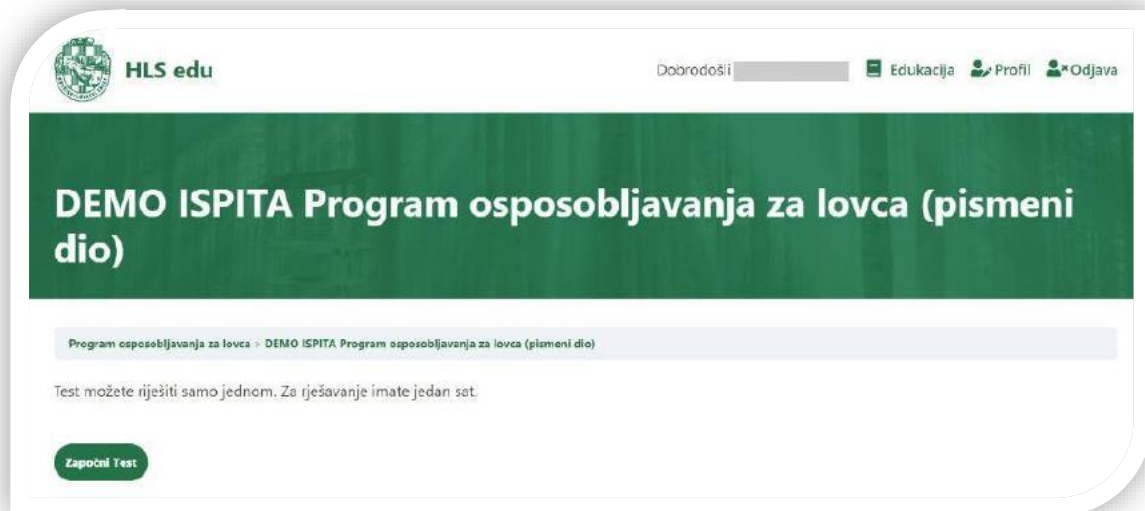 HLS edu
Dobrodošli
Edukacija
Profil
Odjava
DEMO ISPITA Program osposobljavanja za lovca (pismeni
dio)
Program osposobljavanja za lovca > DEMO ISPITA Program osposobljavanja za lovca (pismeni dio)
Test možete riješiti samo jednom. Za rješavanje imate jedan sat.
Započni Test